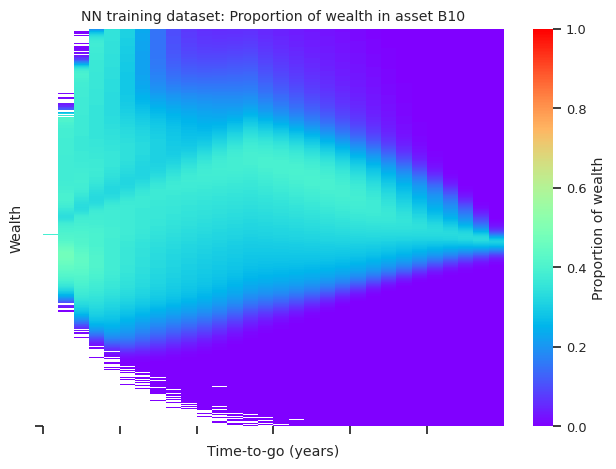 NN training dataset: Proportion of wealth in asset B10
Wealth
Time-to-go (years)
1.0
0.8
0.6
0.4
0.2
0.0
Proportion of wealth